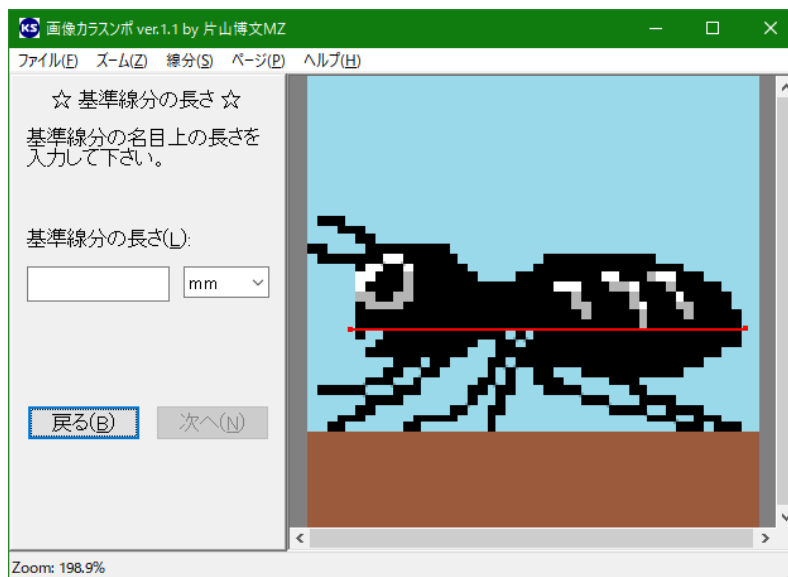 KS 画像カラスンポ ver.1.1 by 片山博文MZ
ファイル(F) ズーム(Z) 線分(S) ページ(P) ヘルプ(H)
☆ 基準線分の長さ ☆
基準線分の名目上の長さを
入力して下さい。
基準線分の長さ(L):
mm
戻る(B) 次へ(N)
Zoom: 198.9%